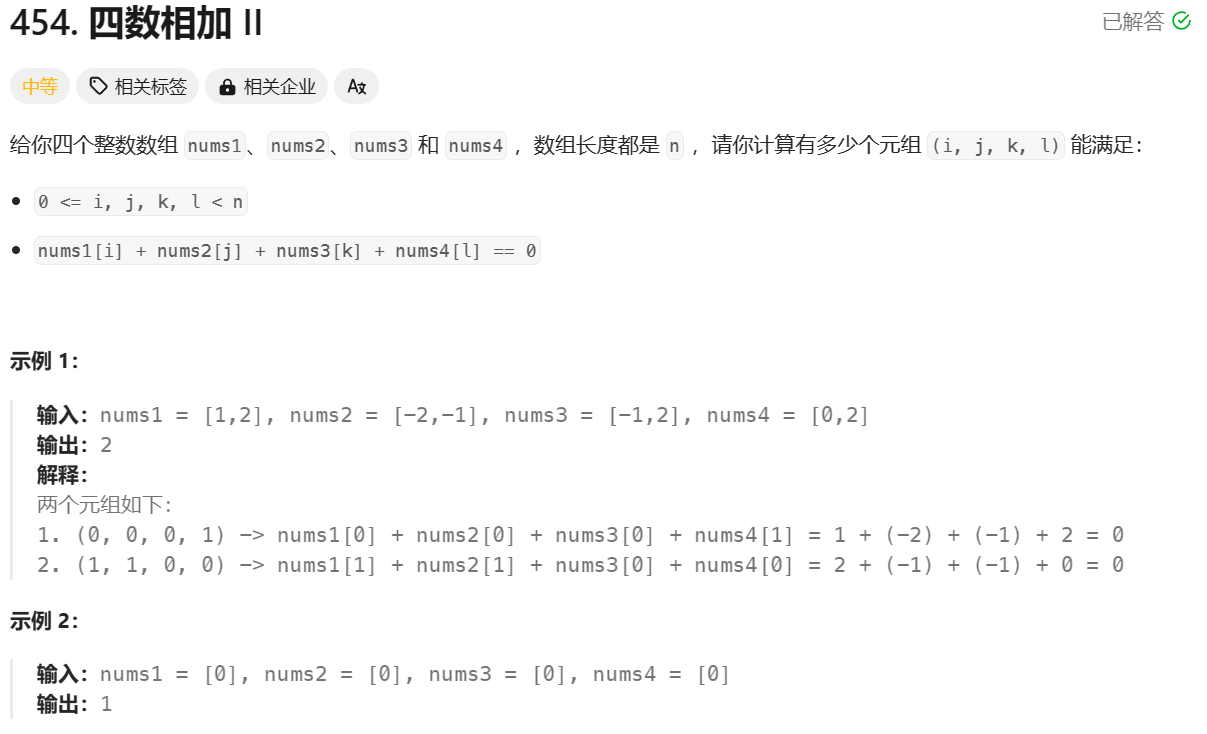 454. 四数相加 II
已解答
中等 相关标签 相关企业 Ax
给你四个整数数组 nums1、nums2、nums3 和 nums4 ，数组长度都是 n ，请你计算有多少个元组 (i, j, k, l) 能满足：
0 <= i, j, k, l < n
nums1[i] + nums2[j] + nums3[k] + nums4[l] == 0
示例 1：
输入：nums1 = [1,2], nums2 = [-2,-1], nums3 = [-1,2], nums4 = [0,2]
输出：2
解释：
两个元组如下：
1. (0, 0, 0, 1) -> nums1[0] + nums2[0] + nums3[0] + nums4[1] = 1 + (-2) + (-1) + 2 = 0
2. (1, 1, 0, 0) -> nums1[1] + nums2[1] + nums3[0] + nums4[0] = 2 + (-1) + (-1) + 0 = 0
示例 2：
输入：nums1 = [0], nums2 = [0], nums3 = [0], nums4 = [0]
输出：1